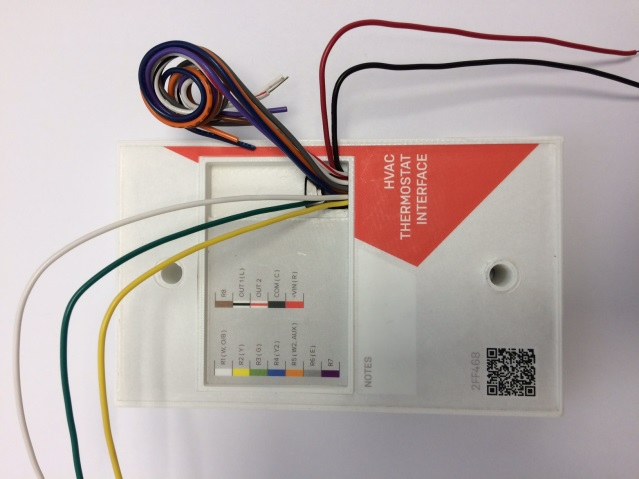 HVAC
THERMOSTAT
INTERFACE
R8
OUT 1 (L)
OUT 2
COM (C)
+VIN (R)
R1 (W, O/B)
R2 (Y)
R3 (G)
R4 (Y2)
R5 (W2, AUX)
R6 (E)
R7
NOTES
2FF468